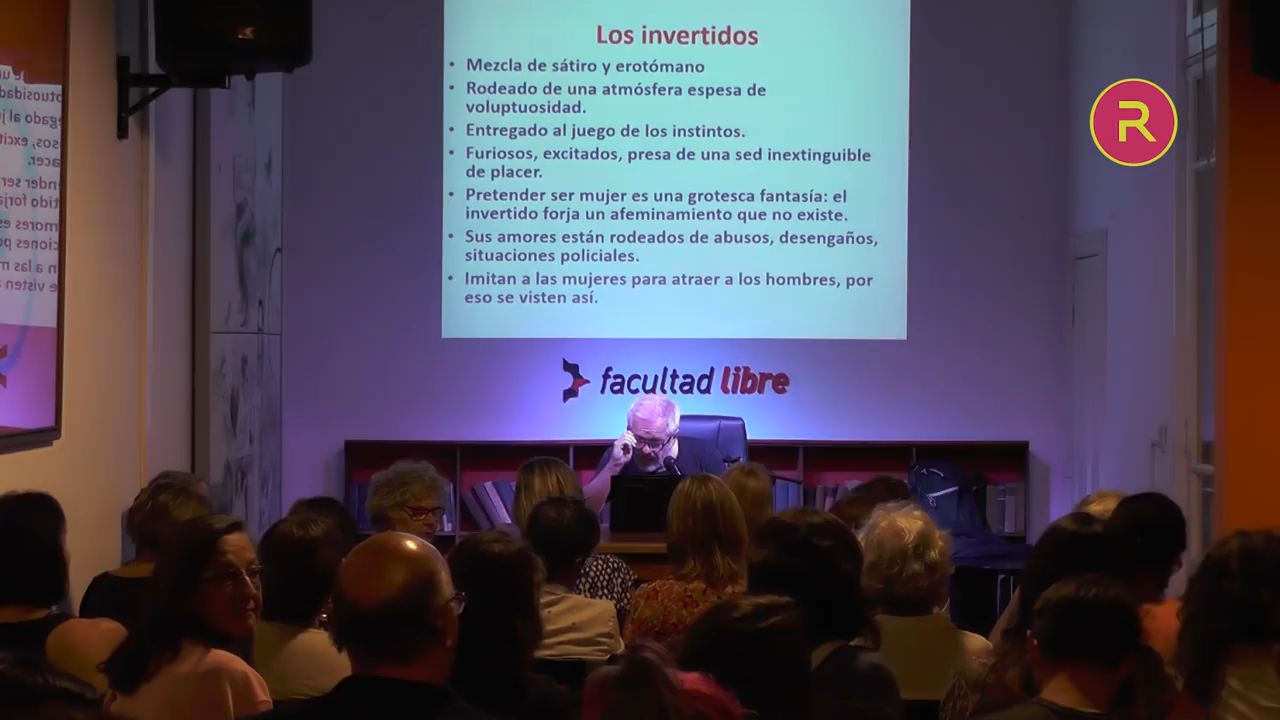 Los invertidos
• Mezcla de sátiro y erotómano
• Rodeado de una atmósfera espesa de
voluptuosidad.
• Entregado al juego de los instintos.
• Furiosos, excitados, presa de una sed inextinguible
de placer.
• Pretender ser mujer es una grotesca fantasía: el
invertido forja un afeminamiento que no existe.
• Sus amores están rodeados de abusos, desengaños,
situaciones policiales.
• Imitan a las mujeres para atraer a los hombres, por
eso se visten así.
facultad libre
R